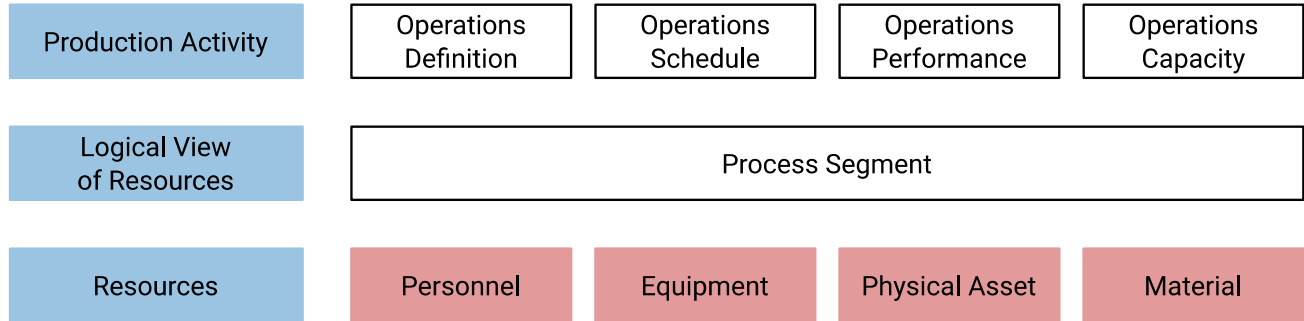 Production Activity
Operations
Definition
Operations
Schedule
Operations
Performance
Operations
Capacity
Logical View
of Resources
Process Segment
Resources
Personnel
Equipment
Physical Asset
Material